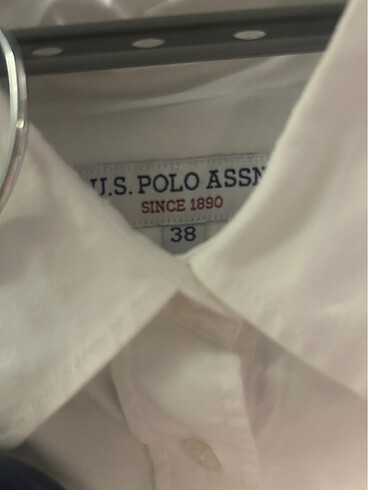 U.S. POLO ASSN
SINCE 1890
38